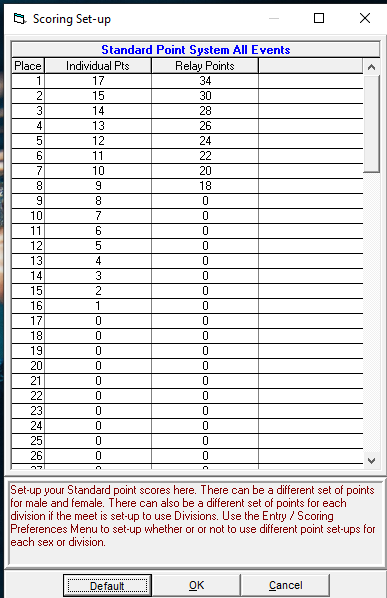 Scoring Set-up
Standard Point System All Events
Place Individual Pts Relay Points
1 17 34
2 15 30
3 14 28
4 13 26
5 12 24
6 11 22
7 10 20
8 9 18
9 8 0
10 7 0
11 6 0
12 5 0
13 4 0
14 3 0
15 2 0
16 1 0
17 0 0
18 0 0
19 0 0
20 0 0
21 0 0
22 0 0
23 0 0
24 0 0
25 0 0
26 0 0
27 0 0
Set-up your Standard point scores here. There can be a different set of points
for male and female. There can also be a different set of points for each
division if the meet is set-up to use Divisions. Use the Entry / Scoring
Preferences Menu to set-up whether or or not to use different point set-ups for
each sex or division.
Default OK Cancel